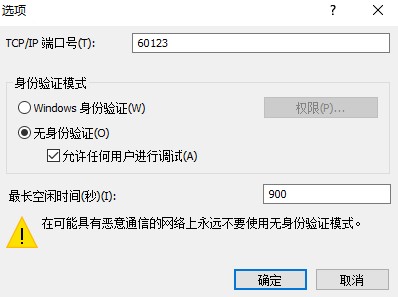 选项
TCP/IP 端口号(T):
60123
身份验证模式
Windows 身份验证(W)
权限(P)...
无身份验证(O)
允许任何用户进行调试(A)
最长空闲时间(秒)(I):
900
在可能具有恶意通信的网络上永远不要使用无身份验证模式。
确定
取消